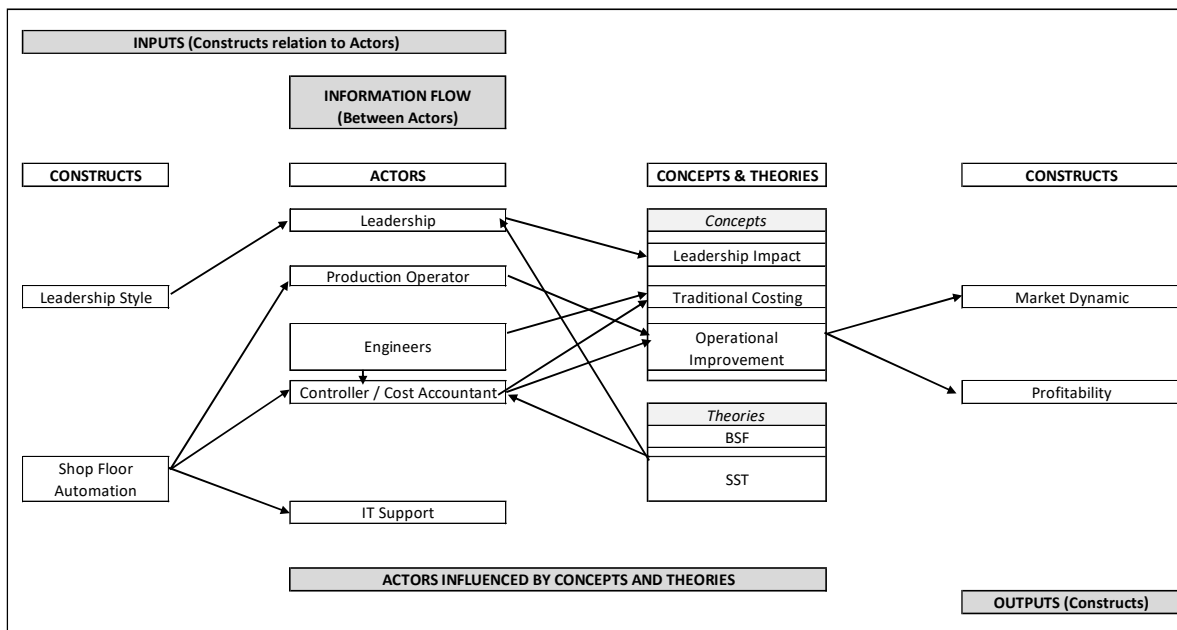 INPUTS (Constructs relation to Actors)
INFORMATION FLOW
(Between Actors)
CONSTRUCTS
ACTORS
CONCEPTS & THEORIES
CONSTRUCTS
Leadership
Concepts
Leadership Impact
Production Operator
Leadership Style
Traditional Costing
Market Dynamic
Engineers
Operational
Improvement
Controller / Cost Accountant
Profitability
Theories
BSF
Shop Floor
Automation
SST
IT Support
ACTORS INFLUENCED BY CONCEPTS AND THEORIES
OUTPUTS (Constructs)